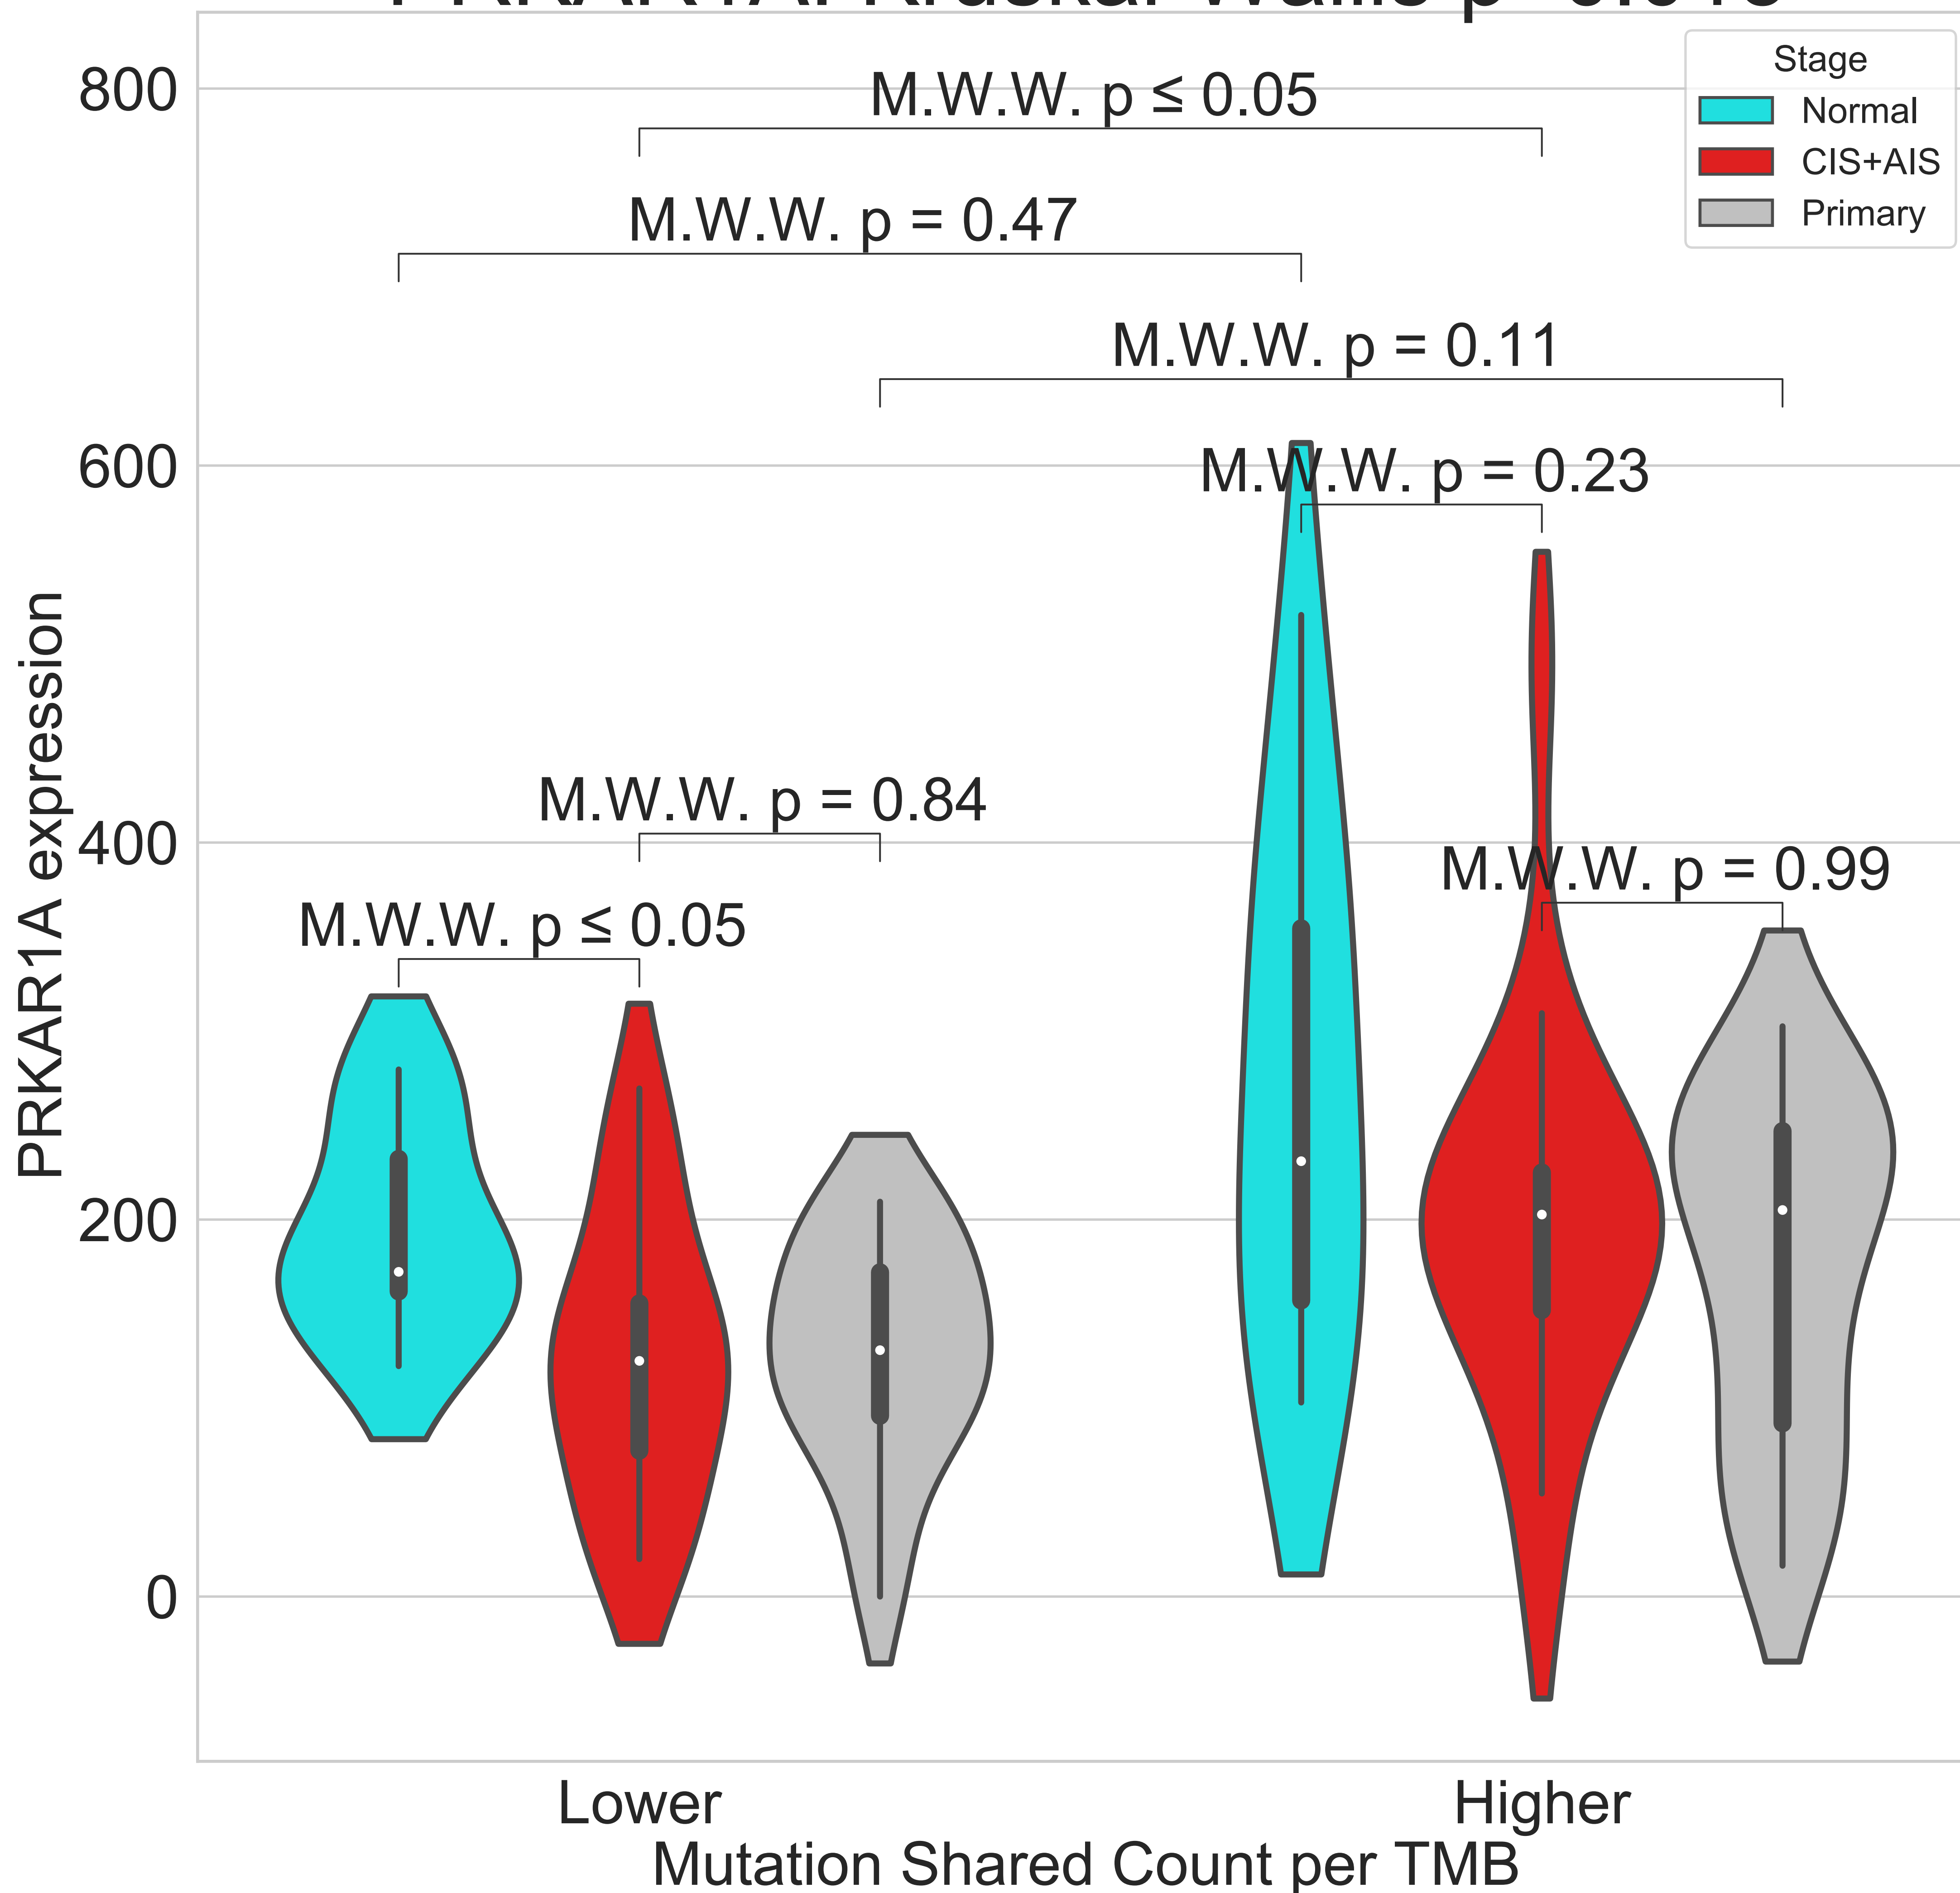 800
600
400
200
0
PRKAR1A expression
Stage
Normal
CIS+AIS
Primary
M.W.W. p ≤ 0.05
M.W.W. p = 0.47
M.W.W. p = 0.11
M.W.W. p = 0.23
M.W.W. p = 0.84
M.W.W. p = 0.99
M.W.W. p ≤ 0.05
Lower
Higher
Mutation Shared Count per TMB